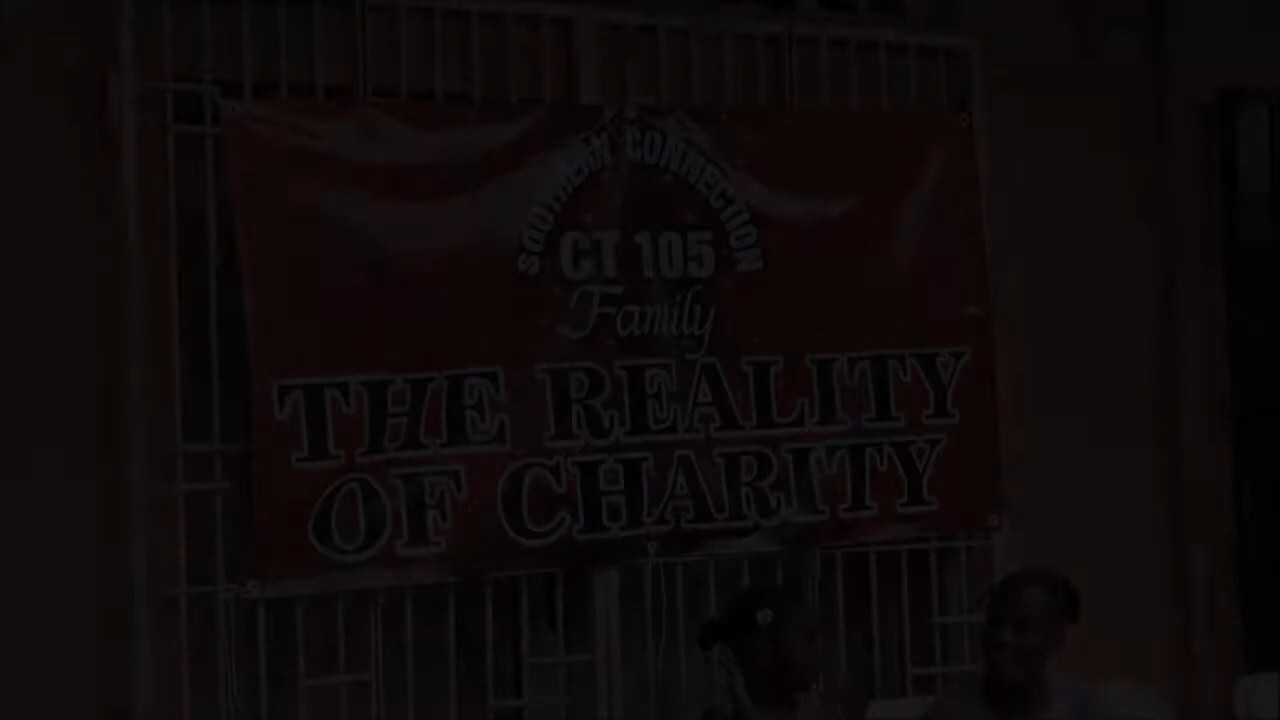 SOUTHERN CONNECTION
CT 105
Family
THE REALITY
OF CHARITY